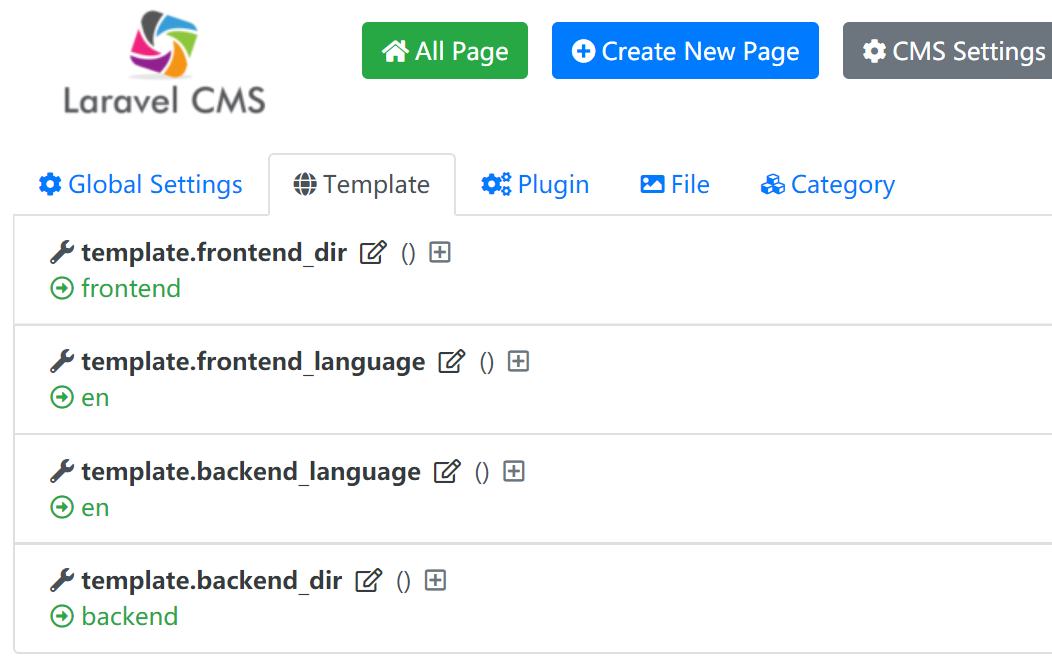 Laravel CMS
All Page
Create New Page
CMS Settings
Global Settings
Template
Plugin
File
Category
template.frontend_dir ()
frontend
template.frontend_language ()
en
template.backend_language ()
en
template.backend_dir ()
backend